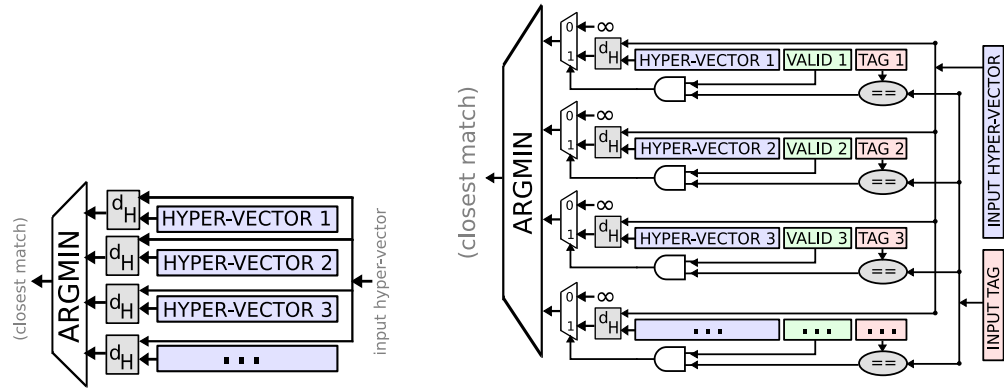 (closest match)
ARGMIN
dH
HYPER-VECTOR 1
dH
HYPER-VECTOR 2
dH
HYPER-VECTOR 3
dH
...
input hyper-vector
(closest match)
ARGMIN
0
1
∞
dH
HYPER-VECTOR 1
VALID 1
TAG 1
==
0
1
∞
dH
HYPER-VECTOR 2
VALID 2
TAG 2
==
0
1
∞
dH
HYPER-VECTOR 3
VALID 3
TAG 3
==
0
1
∞
dH
...
...
...
==
INPUT HYPER-VECTOR
INPUT TAG